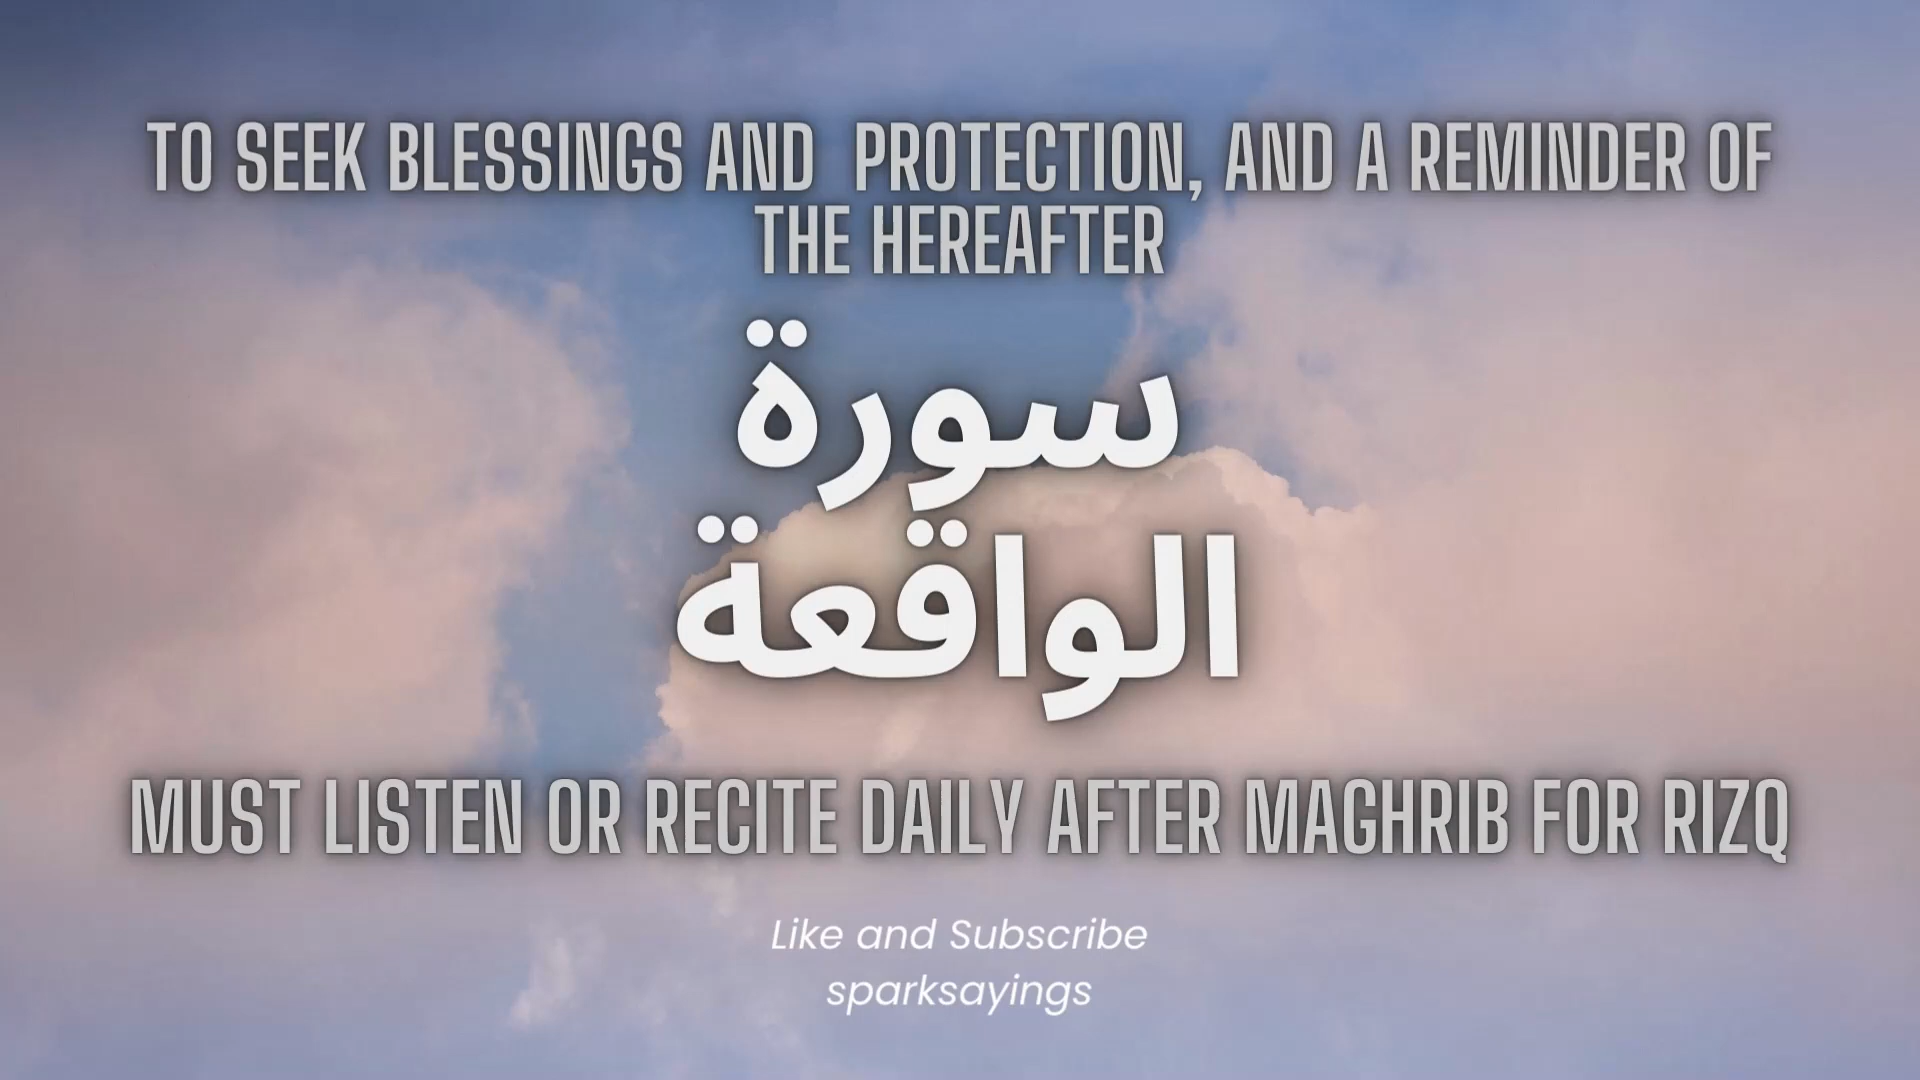 TO SEEK BLESSINGS AND PROTECTION, AND A REMINDER OF
THE HEREAFTER
سورة
الواقعة
MUST LISTEN OR RECITE DAILY AFTER MAGHRIB FOR RIZQ
Like and Subscribe
sparksayings